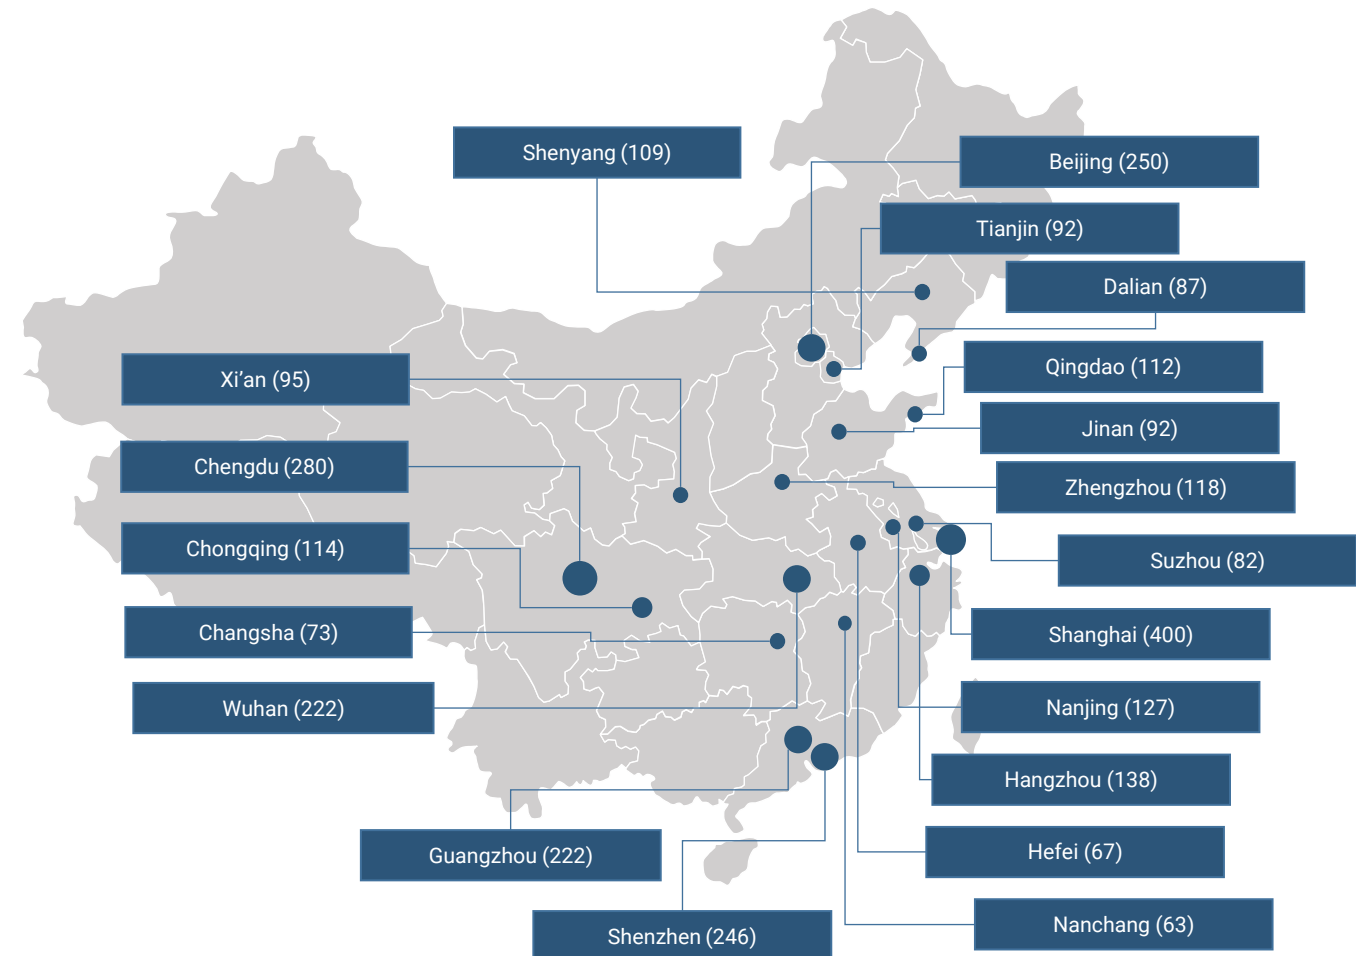 Shenyang (109)
Beijing (250)
Tianjin (92)
Dalian (87)
Qingdao (112)
Xi’an (95)
Jinan (92)
Chengdu (280)
Zhengzhou (118)
Chongqing (114)
Suzhou (82)
Changsha (73)
Shanghai (400)
Wuhan (222)
Nanjing (127)
Hangzhou (138)
Guangzhou (222)
Hefei (67)
Nanchang (63)
Shenzhen (246)